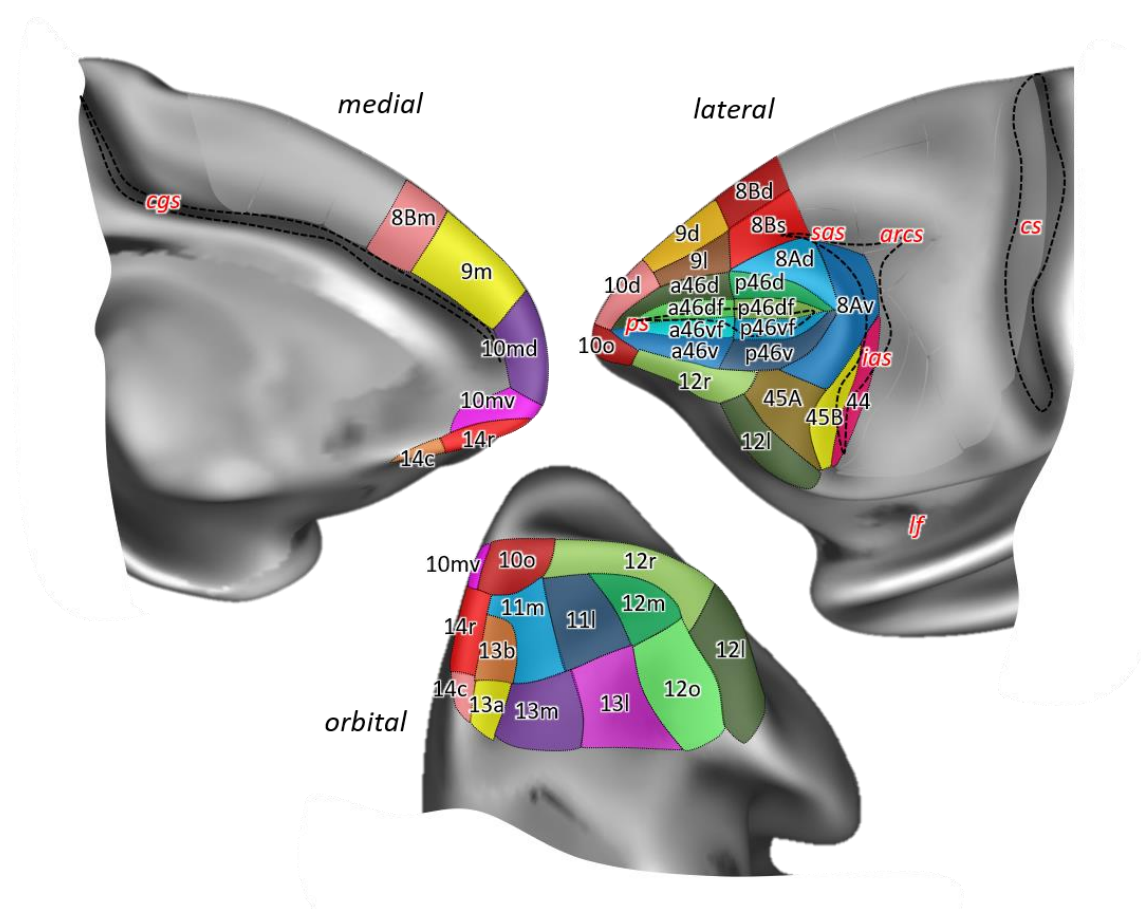 medial
lateral
cgs
8Bm
9m
10md
10mv
14r
14c
8Bd
8Bs
sas
arcs
cs
9d
9l
8Ad
10d
a46d
p46d
a46df
p46df
8Av
ps
a46vf
p46vf
10o
a46v
p46v
ias
12r
45A
44
45B
12l
lf
orbital
10mv
10o
12r
11m
11l
12m
14r
13b
12l
14c
13a
13m
13l
12o